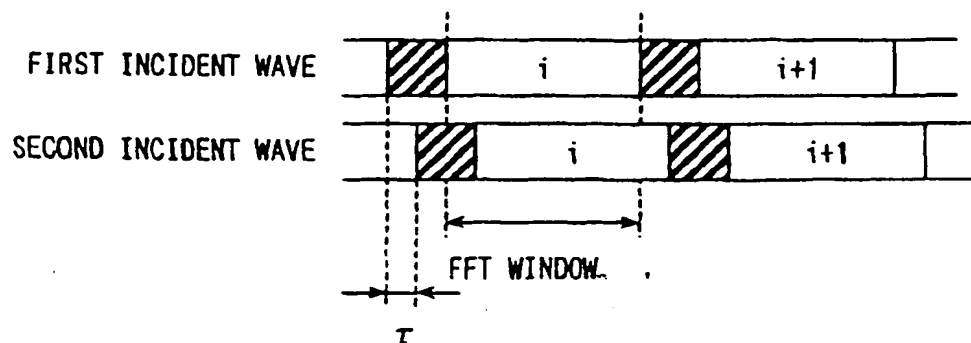 FIRST INCIDENT WAVE
i
i+1
SECOND INCIDENT WAVE
i
i+1
FFT WINDOW
τ